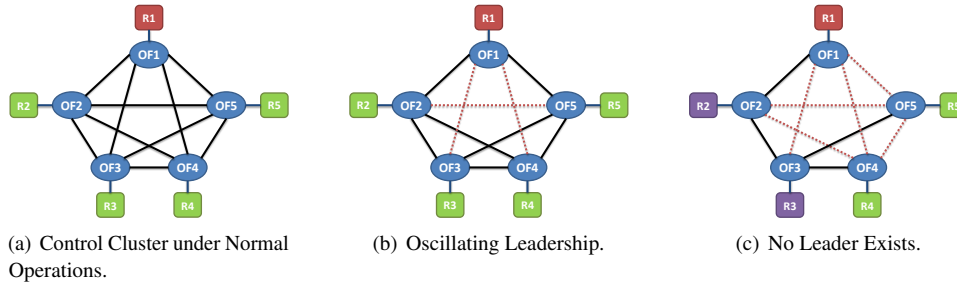 R1
OF1
R2
OF2
OF5
R5
OF3
OF4
R3
R4
(a) Control Cluster under Normal
Operations.
R1
OF1
R2
OF2
OF5
R5
OF3
OF4
R3
R4
(b) Oscillating Leadership.
R1
OF1
R2
OF2
OF5
R5
OF3
OF4
R3
R4
(c) No Leader Exists.